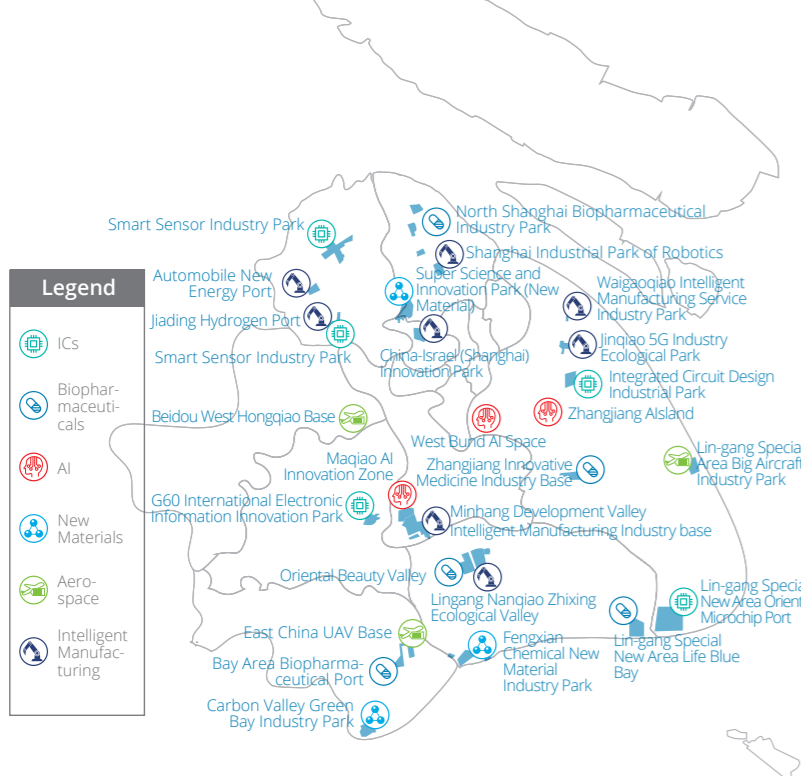 Smart Sensor Industry Park
North Shanghai Biopharmaceutical
Industry Park
Shanghai Industrial Park of Robotics
Automobile New
Energy Port
Super Science and
Innovation Park (New
Material)
Waigaoqiao Intelligent
Manufacturing Service
Industry Park
Jiading Hydrogen Port
Smart Sensor Industry Park
China-Israel (Shanghai)
Innovation Park
Jinqiao 5G Industry
Ecological Park
Integrated Circuit Design
Industrial Park
Beidou West Hongqiao Base
Zhangjiang AIsland
West Bund AI Space
Maqiao AI
Innovation Zone
Zhangjiang Innovative
Medicine Industry Base
Lin-gang Specia
Area Big Aircraft
Industry Park
G60 International Electronic
Information Innovation Park
Minhang Development Valley
Intelligent Manufacturing Industry base
Oriental Beauty Valley
Lingang Nanqiao Zhixing
Ecological Valley
Lin-gang Specia
New Area Orient
Microchip Port
East China UAV Base
Fengxian
Chemical New
Material
Industry Park
Lin-gang Special
New Area Life Blue
Bay
Bay Area Biopharma-
ceutical Port
Carbon Valley Green
Bay Industry Park
Legend
ICs
Biophar-
maceuti-
cals
AI
New
Materials
Aero-
space
Intelligent
Manufac-
turing